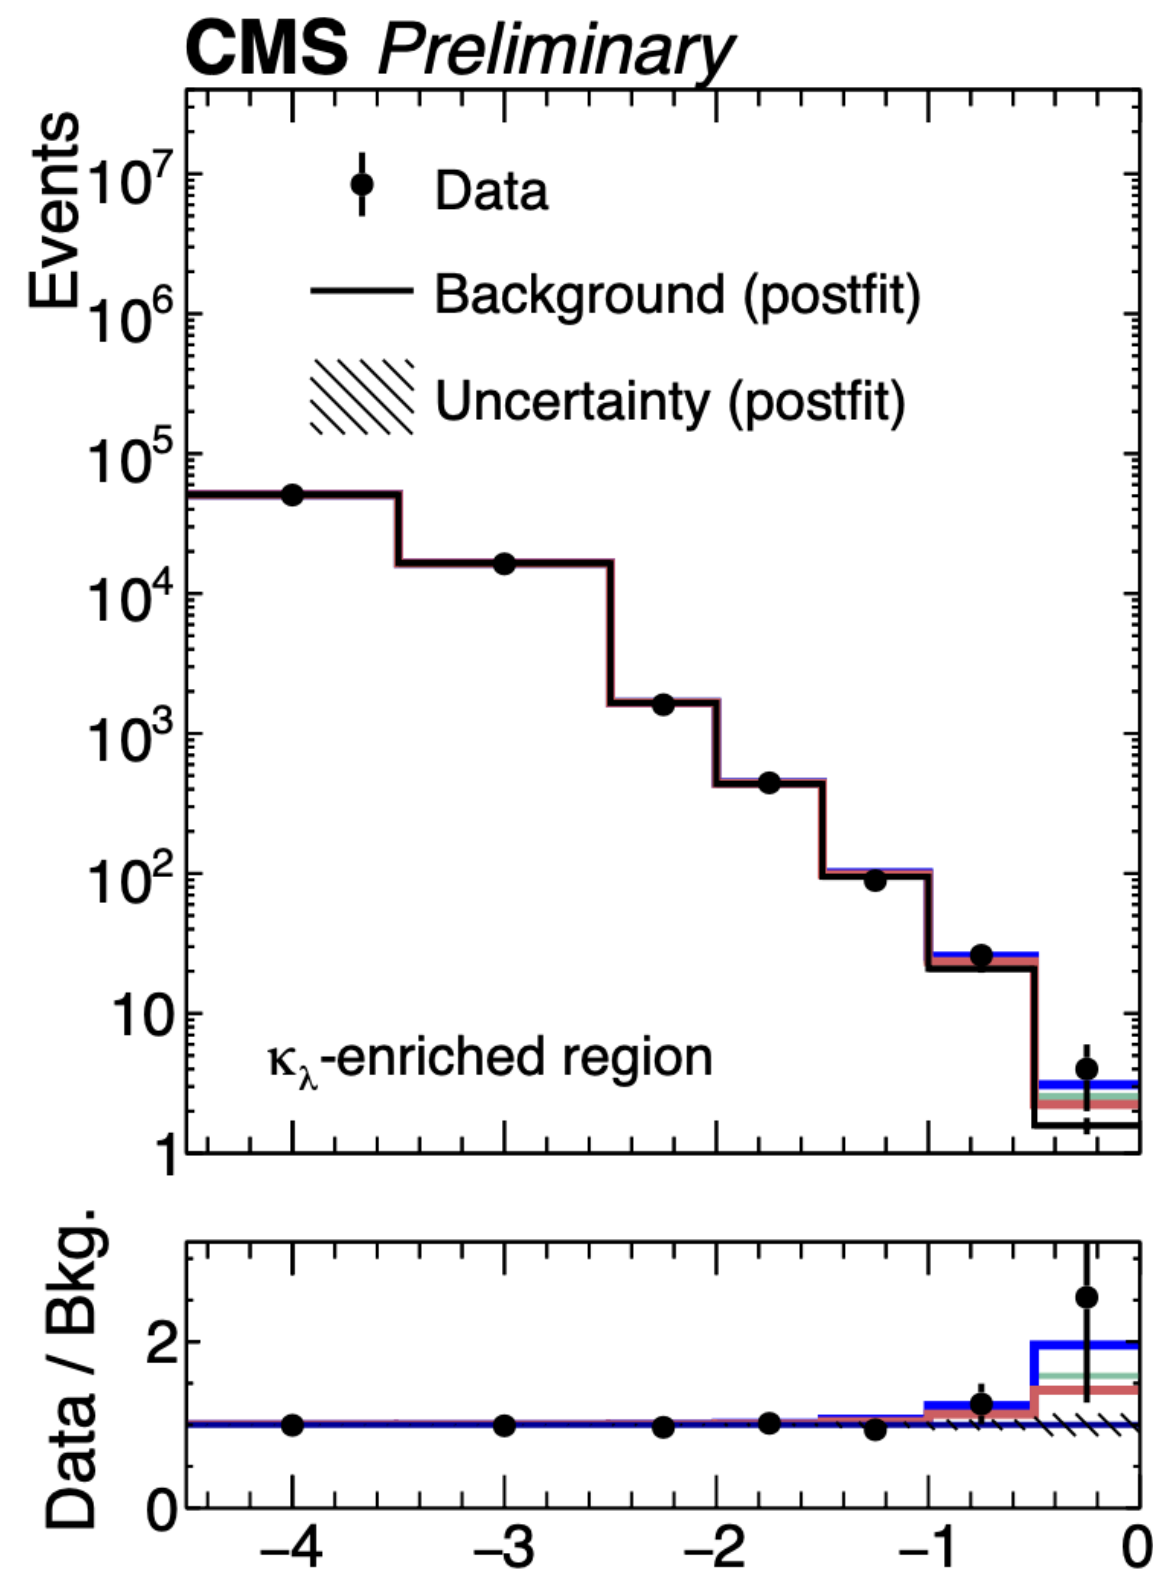 CMS Preliminary
Events
10⁷
10⁶
10⁵
10⁴
10³
10²
10
1
Data
Background (postfit)
Uncertainty (postfit)
κλ-enriched region
Data / Bkg.
2
0
−4 −3 −2 −1 0